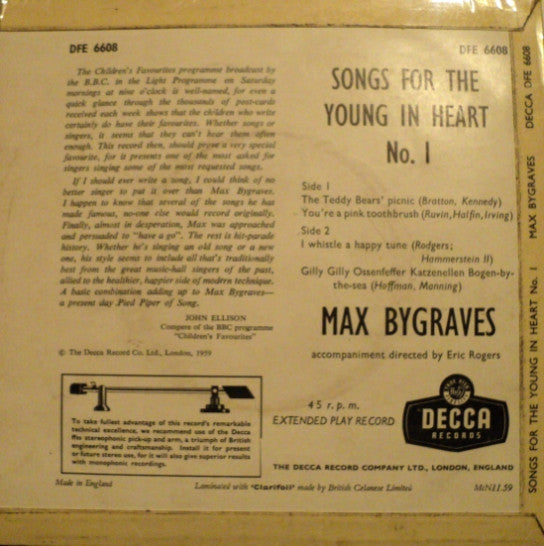 DFE 6608
The Children's Favourites programme broadcast by
the B.B.C. in the Light Programme on Saturday
mornings at nine o'clock is well-named, for even a
quick glance through the thousands of post-cards
received each week shows that the children who write
certainly do have their favourites. Whether songs or
singers, it seems that they can't hear them often
enough. This record then, should prove a very special
favourite, for it presents one of the most asked for
singers singing some of the most requested songs.
If I should ever write a song, I could think of no
better singer to put it over than Max Bygraves.
I happen to know that several of the songs he has
made famous, no-one else would record originally.
Finally, almost in desperation, Max was approached
and persuaded to "have a go". The rest is hit-parade
history. Whether he's singing an old song or a new
one, his style seems to include all that's traditionally
best from the great music-hall singers of the past,
allied to the healthier, happier side of modern technique.
A basic combination adding up to Max Bygraves—
a present day Pied Piper of Song.
JOHN ELLISON
Compere of the BBC programme
"Children's Favourites"
© The Decca Record Co. Ltd., London, 1959
To take fullest advantage of this record's remarkable
technical excellence, we recommend use of the Decca
ffss stereophonic pick-up and arm, a triumph of British
engineering and craftsmanship. Install it for present
or future stereo use, for it will also give superior results
with monophonic recordings.
Made in England
DFE 6608
SONGS FOR THE
YOUNG IN HEART
No. 1
Side 1
The Teddy Bears' picnic (Bratton, Kennedy)
You're a pink toothbrush (Ruvin, Halfin, Irving)
Side 2
I whistle a happy tune (Rodgers;
Hammerstein II)
Gilly Gilly Ossenfeffer Katzenellen Bogen-by-
the-sea (Hoffman, Manning)
MAX BYGRAVES
accompaniment directed by Eric Rogers
45 r.p.m.
EXTENDED PLAY RECORD
DECCA
RECORDS
THE DECCA RECORD COMPANY LTD., LONDON, ENGLAND
Laminated with 'Clarifoil' made by British Celanese Limited
McN11.59
SONGS FOR THE YOUNG IN HEART No. 1 MAX BYGRAVES DECCA DFE 6608